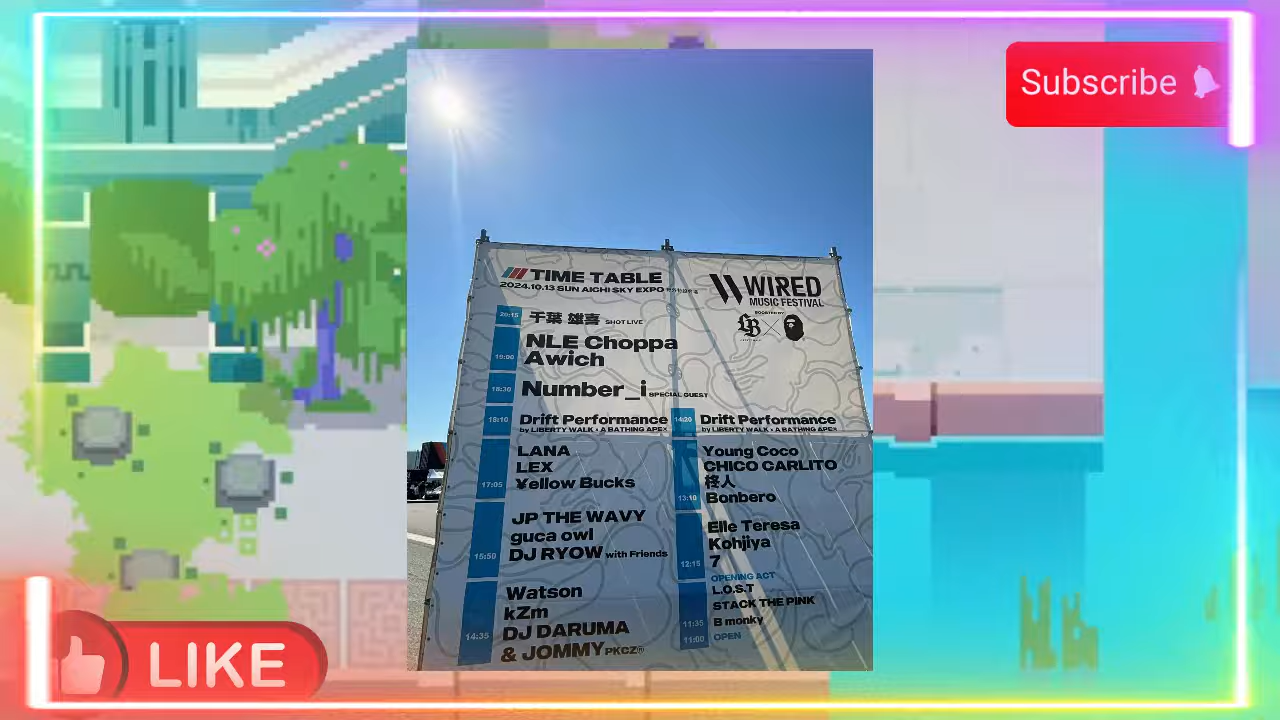 Subscribe
TIME TABLE
2024.10.13 SUN AICHI SKY EXPO
WIRED
MUSIC FESTIVAL
BOOSTED BY
LB X
20:15 千葉 雄喜 SHOT LIVE
NLE Choppa
19:00 Awich
18:30 Number_i SPECIAL GUEST
18:10 Drift Performance
by LIBERTY WALK × A BATHING APE®
LANA
LEX
17:05 ¥ellow Bucks
JP THE WAVY
guca owl
15:50 DJ RYOW with Friends
Watson
kZm
14:35 DJ DARUMA
& JOMMY PKCZ®
14:20 Drift Performance
by LIBERTY WALK × A BATHING APE®
Young Coco
CHICO CARLITO
柊人
13:10 Bonbero
Elle Teresa
Kohjiya
12:15 7
OPENING ACT
L.O.S.T
STACK THE PINK
11:35 B monky
11:00 OPEN
LIKE